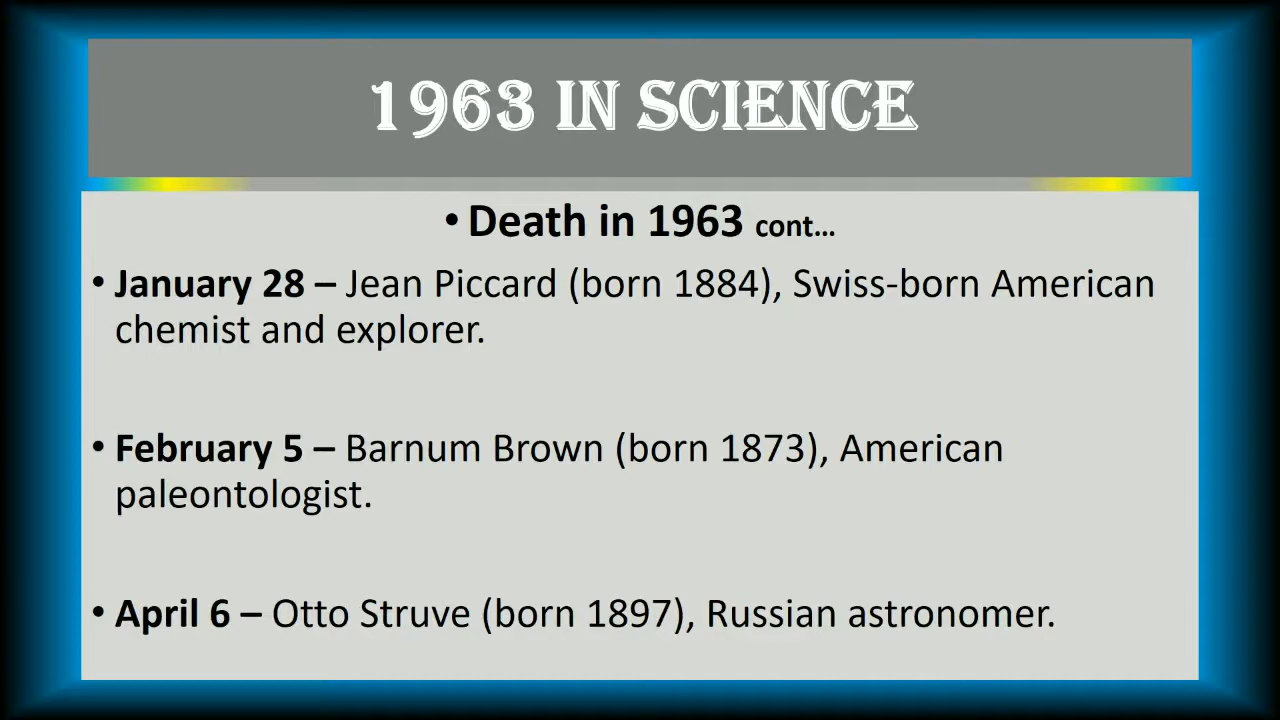 1963 IN SCIENCE
• Death in 1963 cont...
• January 28 – Jean Piccard (born 1884), Swiss-born American
chemist and explorer.
• February 5 – Barnum Brown (born 1873), American
paleontologist.
• April 6 – Otto Struve (born 1897), Russian astronomer.